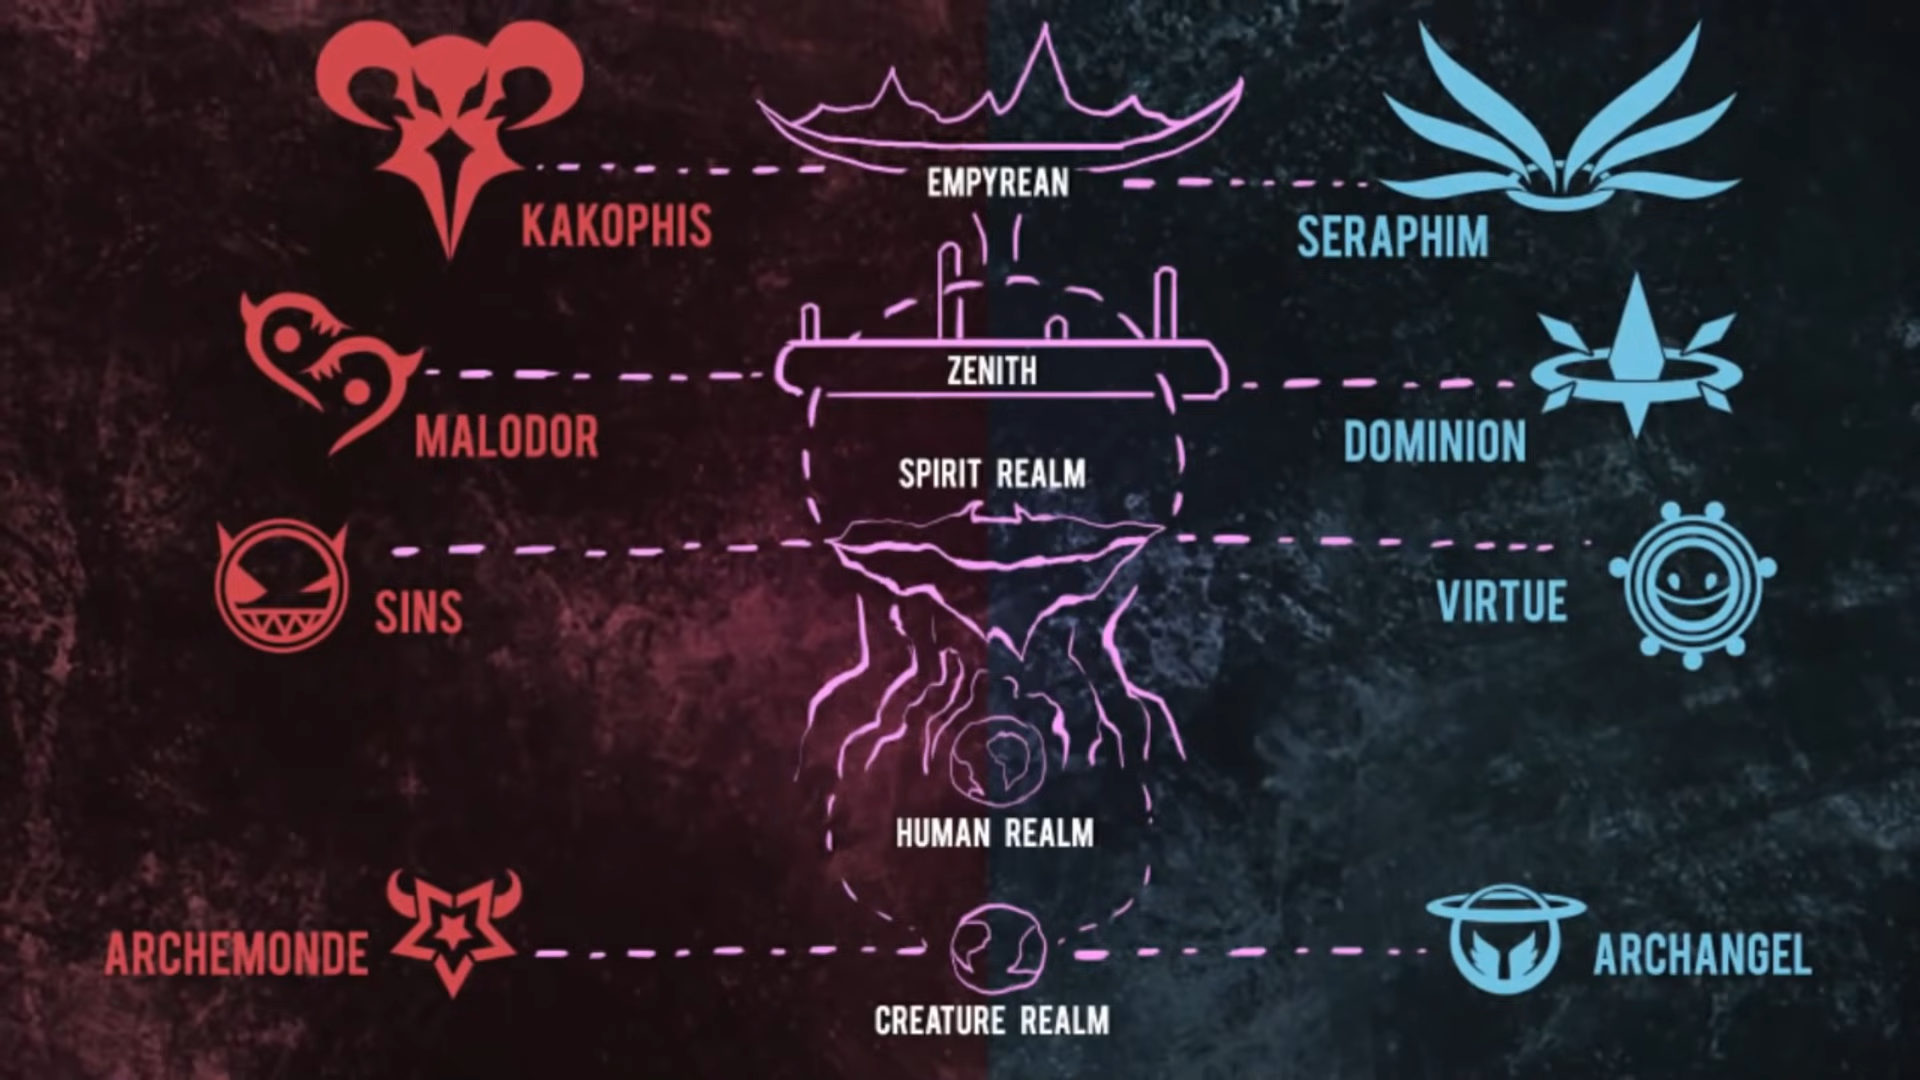 EMPYREAN
KAKOPHIS
SERAPHIM
ZENITH
MALODOR
DOMINION
SPIRIT REALM
SINS
VIRTUE
HUMAN REALM
ARCHEMONDE
ARCHANGEL
CREATURE REALM